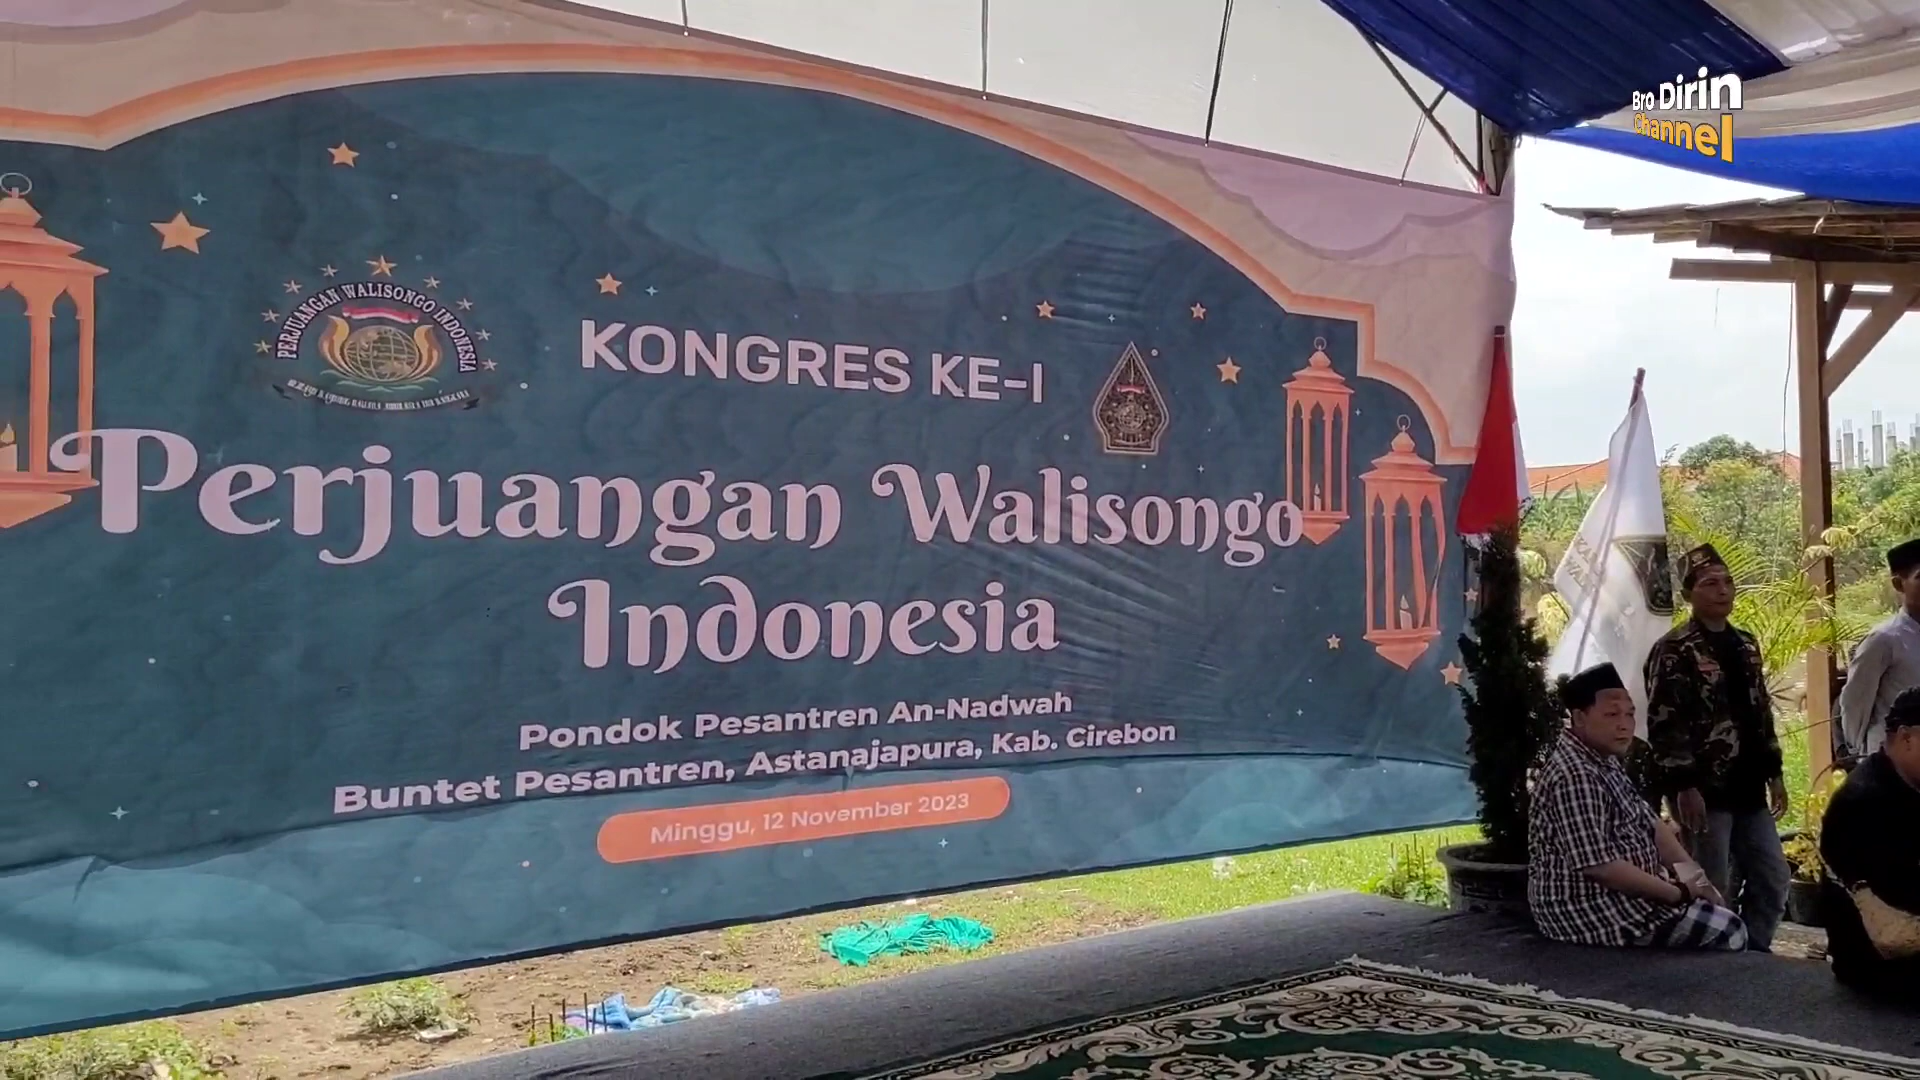 Bro Dirin
Channel
PERJUANGAN WALISONGO INDONESIA
KONGRES KE-I
Perjuangan Walisongo
Indonesia
Pondok Pesantren An-Nadwah
Buntet Pesantren, Astanajapura, Kab. Cirebon
Minggu, 12 November 2023